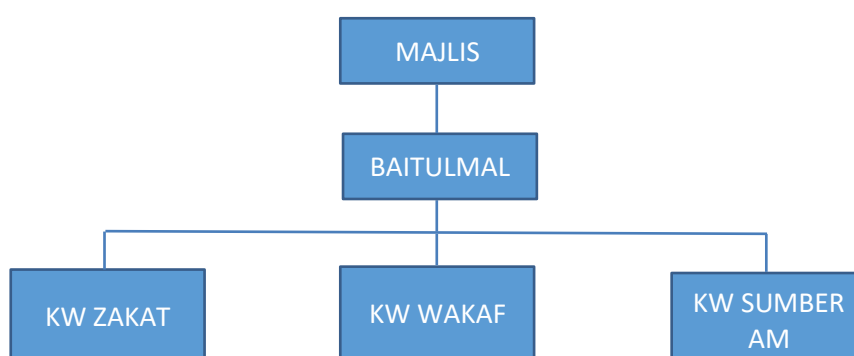 MAJLIS
BAITULMAL
KW ZAKAT
KW WAKAF
KW SUMBER
AM